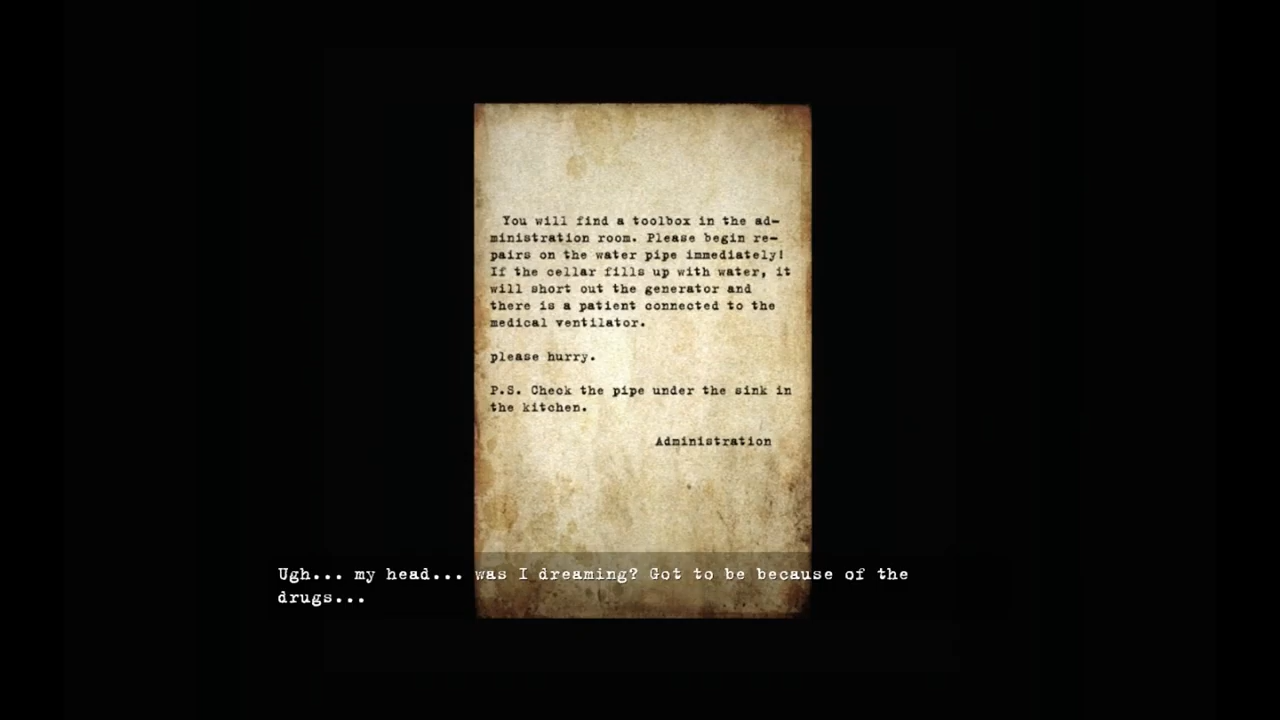 You will find a toolbox in the ad-
ministration room. Please begin re-
pairs on the water pipe immediately!
If the cellar fills up with water, it
will short out the generator and
there is a patient connected to the
medical ventilator.
please hurry.
P.S. Check the pipe under the sink in
the kitchen.
Administration
Ugh... my head... was I dreaming? Got to be because of the
drugs...